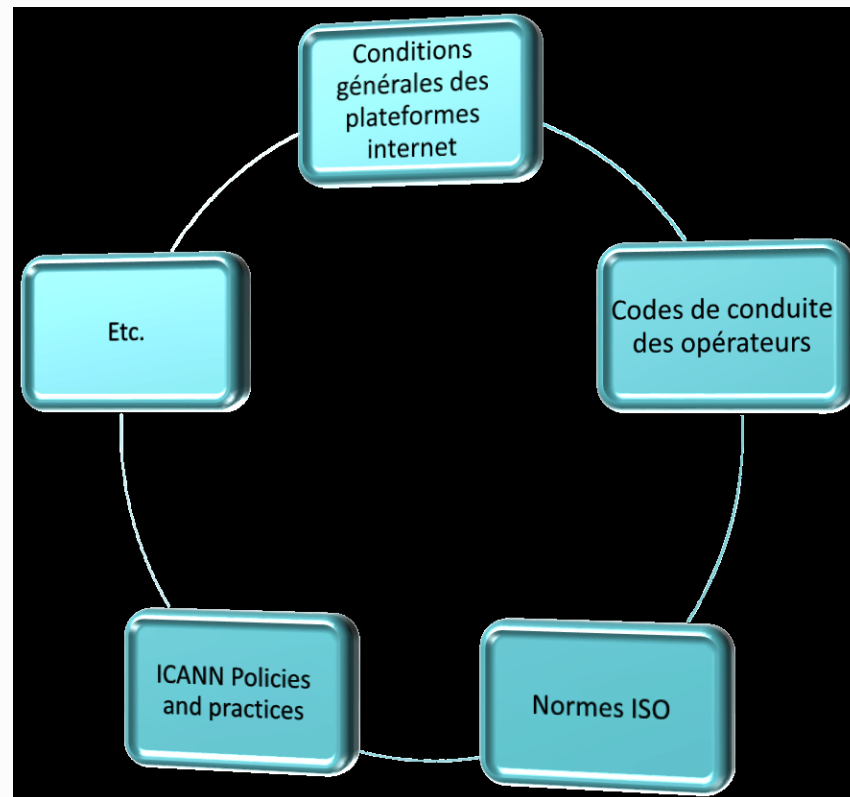 Conditions
générales des
plateformes
internet
Codes de conduite
des opérateurs
Normes ISO
ICANN Policies
and practices
Etc.